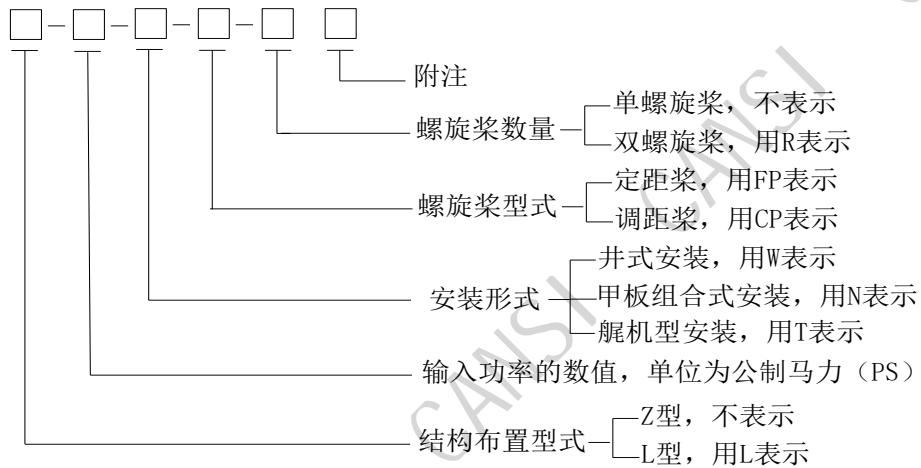 附注
螺旋桨数量
单螺旋桨，不表示
双螺旋桨，用R表示
螺旋桨型式
定距桨，用FP表示
调距桨，用CP表示
安装形式
井式安装，用W表示
甲板组合式安装，用N表示
艉机型安装，用T表示
输入功率的数值，单位为公制马力（PS）
结构布置型式
Z型，不表示
L型，用L表示
CANSI
CANSI